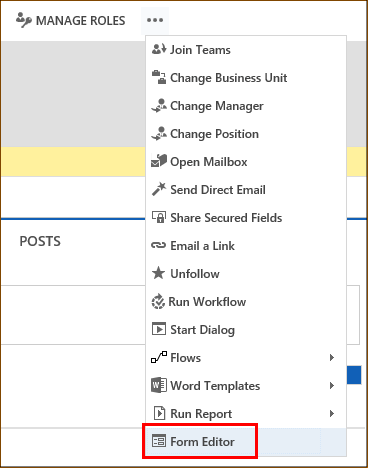 MANAGE ROLES
Join Teams
Change Business Unit
Change Manager
Change Position
Open Mailbox
Send Direct Email
Share Secured Fields
Email a Link
Unfollow
Run Workflow
Start Dialog
Flows
Word Templates
Run Report
Form Editor
POSTS